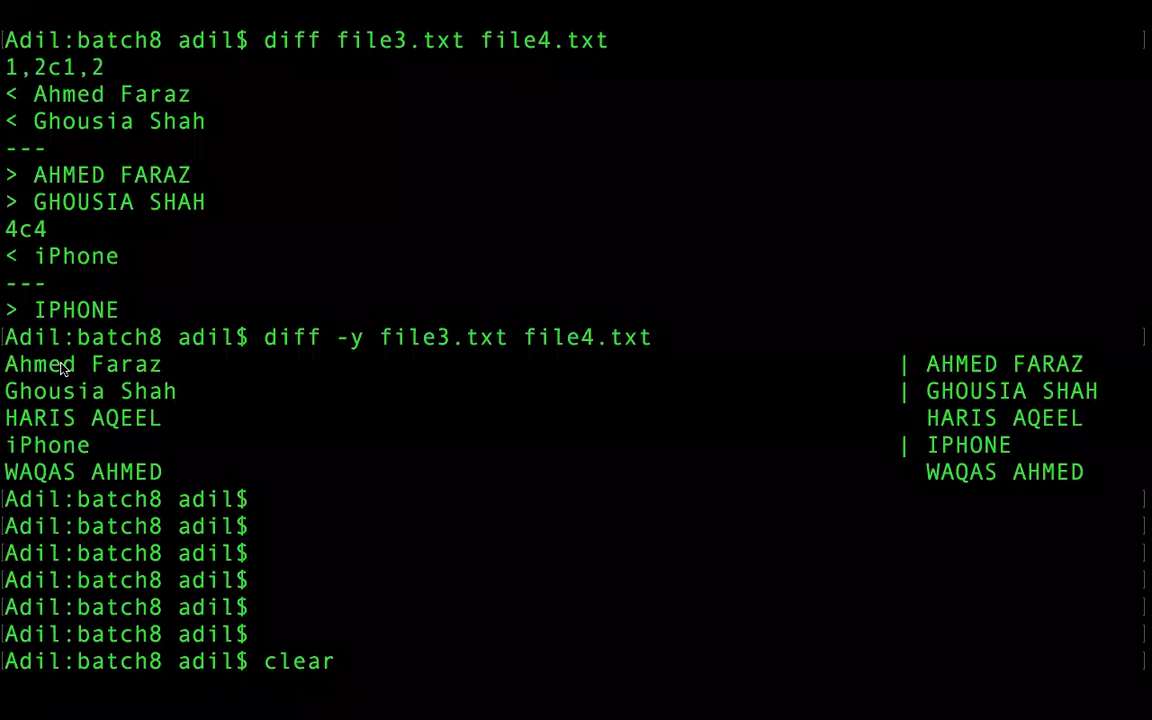 Adil:batch8 adil$ diff file3.txt file4.txt
1,2c1,2
< Ahmed Faraz
< Ghousia Shah
---
> AHMED FARAZ
> GHOUSIA SHAH
4c4
< iPhone
---
> IPHONE
Adil:batch8 adil$ diff -y file3.txt file4.txt
Ahmed Faraz | AHMED FARAZ
Ghousia Shah | GHOUSIA SHAH
HARIS AQEEL HARIS AQEEL
iPhone | IPHONE
WAQAS AHMED WAQAS AHMED
Adil:batch8 adil$
Adil:batch8 adil$
Adil:batch8 adil$
Adil:batch8 adil$
Adil:batch8 adil$
Adil:batch8 adil$
Adil:batch8 adil$ clear